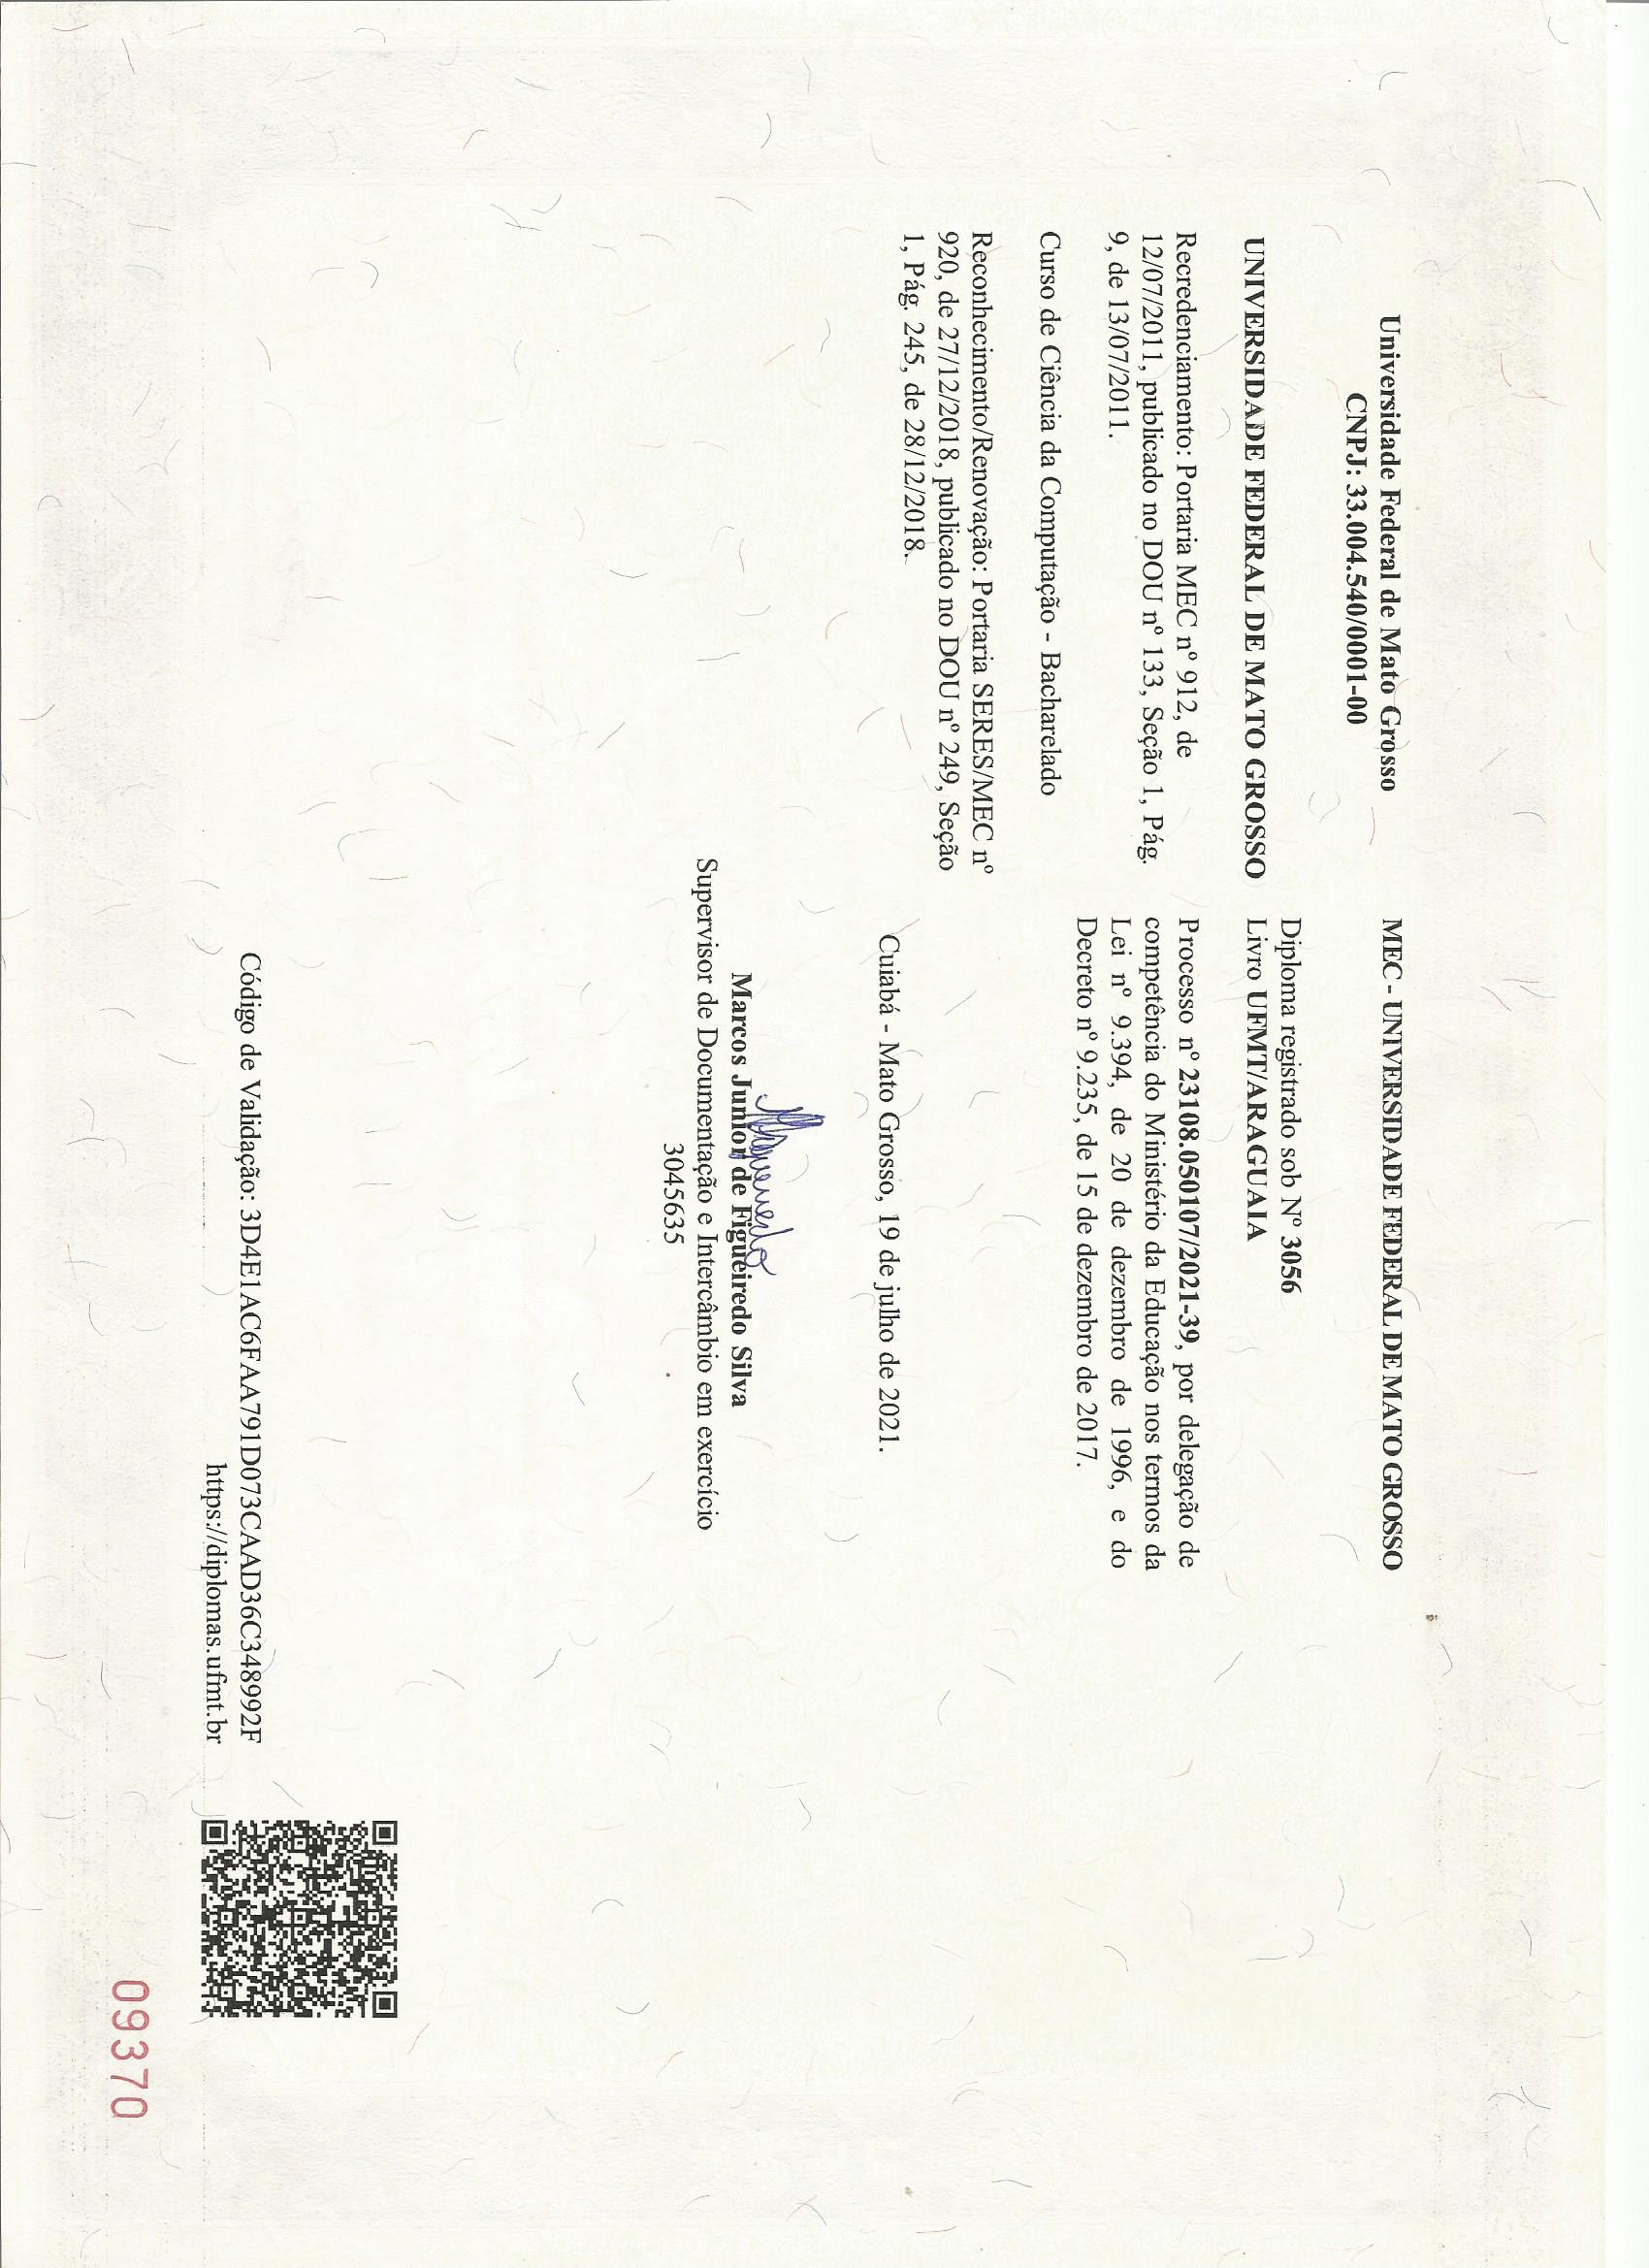 Universidade Federal de Mato Grosso
CNPJ: 33.004.540/0001-00
UNIVERSIDADE FEDERAL DE MATO GROSSO
Recredenciamento: Portaria MEC nº 912, de
12/07/2011, publicado no DOU nº 133, Seção 1, Pág.
9, de 13/07/2011.
Curso de Ciência da Computação - Bacharelado
Reconhecimento/Renovação: Portaria SERES/MEC nº
920, de 27/12/2018, publicado no DOU nº 249, Seção
1, Pág. 245, de 28/12/2018.
MEC - UNIVERSIDADE FEDERAL DE MATO GROSSO
Diploma registrado sob Nº 3056
Livro UFMT/ARAGUAIA
Processo nº 23108.050107/2021-39, por delegação de
competência do Ministério da Educação nos termos da
Lei nº 9.394, de 20 de dezembro de 1996, e do
Decreto nº 9.235, de 15 de dezembro de 2017.
Cuiabá - Mato Grosso, 19 de julho de 2021.
Marcos Junior de Figueiredo Silva
Supervisor de Documentação e Intercâmbio em exercício
3045635
Código de Validação: 3D4E1AC6FAA791D073CAAD36C348992F
https://diplomas.ufmt.br
09370